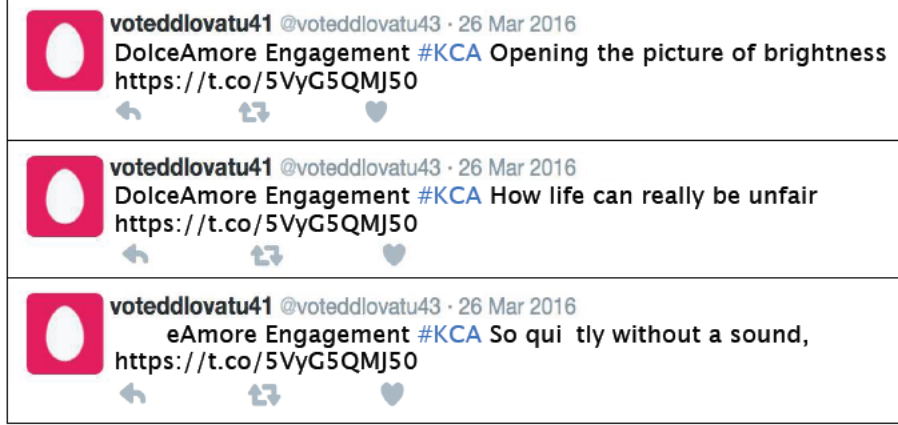 voteddlovatu41 @voteddlovatu43 · 26 Mar 2016
DolceAmore Engagement #KCA Opening the picture of brightness
https://t.co/5VyG5QMJ50
voteddlovatu41 @voteddlovatu43 · 26 Mar 2016
DolceAmore Engagement #KCA How life can really be unfair
https://t.co/5VyG5QMJ50
voteddlovatu41 @voteddlovatu43 · 26 Mar 2016
eAmore Engagement #KCA So qui tly without a sound,
https://t.co/5VyG5QMJ50